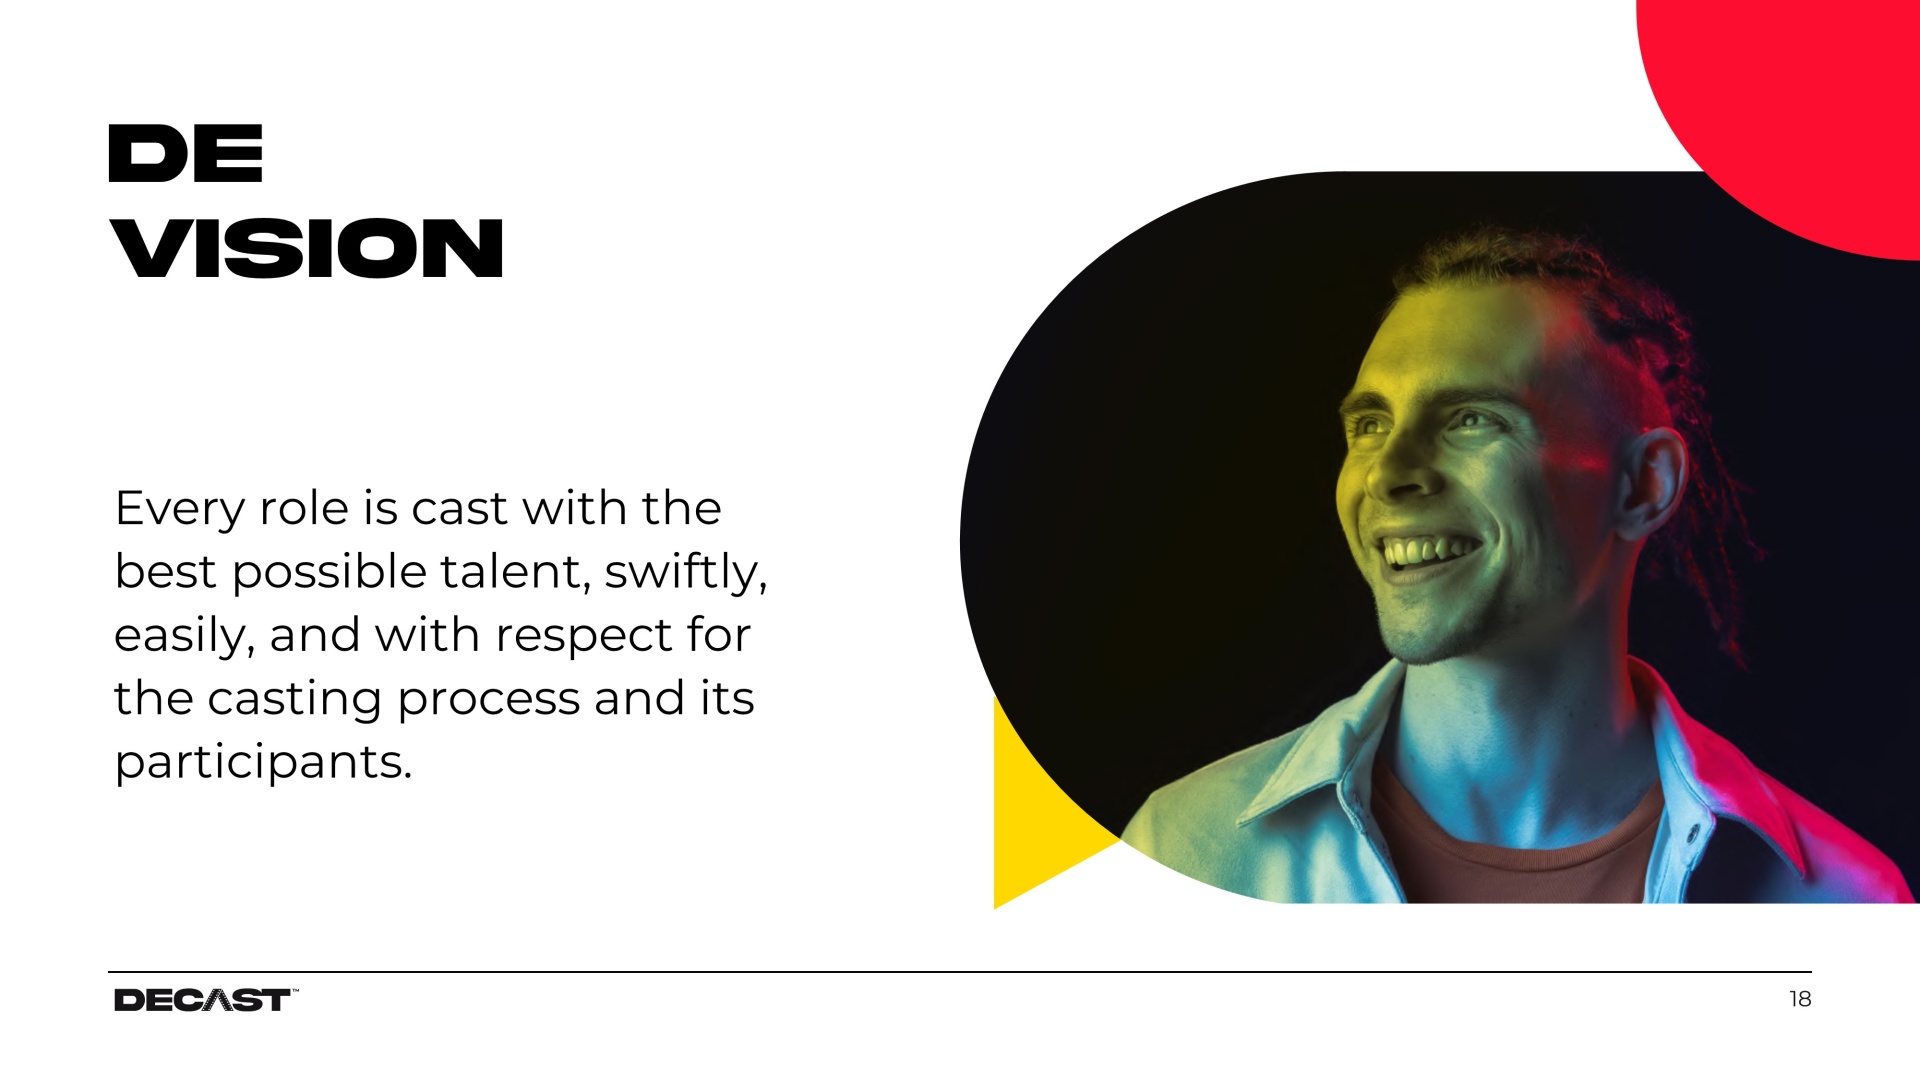 DE
VISION
Every role is cast with the
best possible talent, swiftly,
easily, and with respect for
the casting process and its
participants.
DECAST™
18